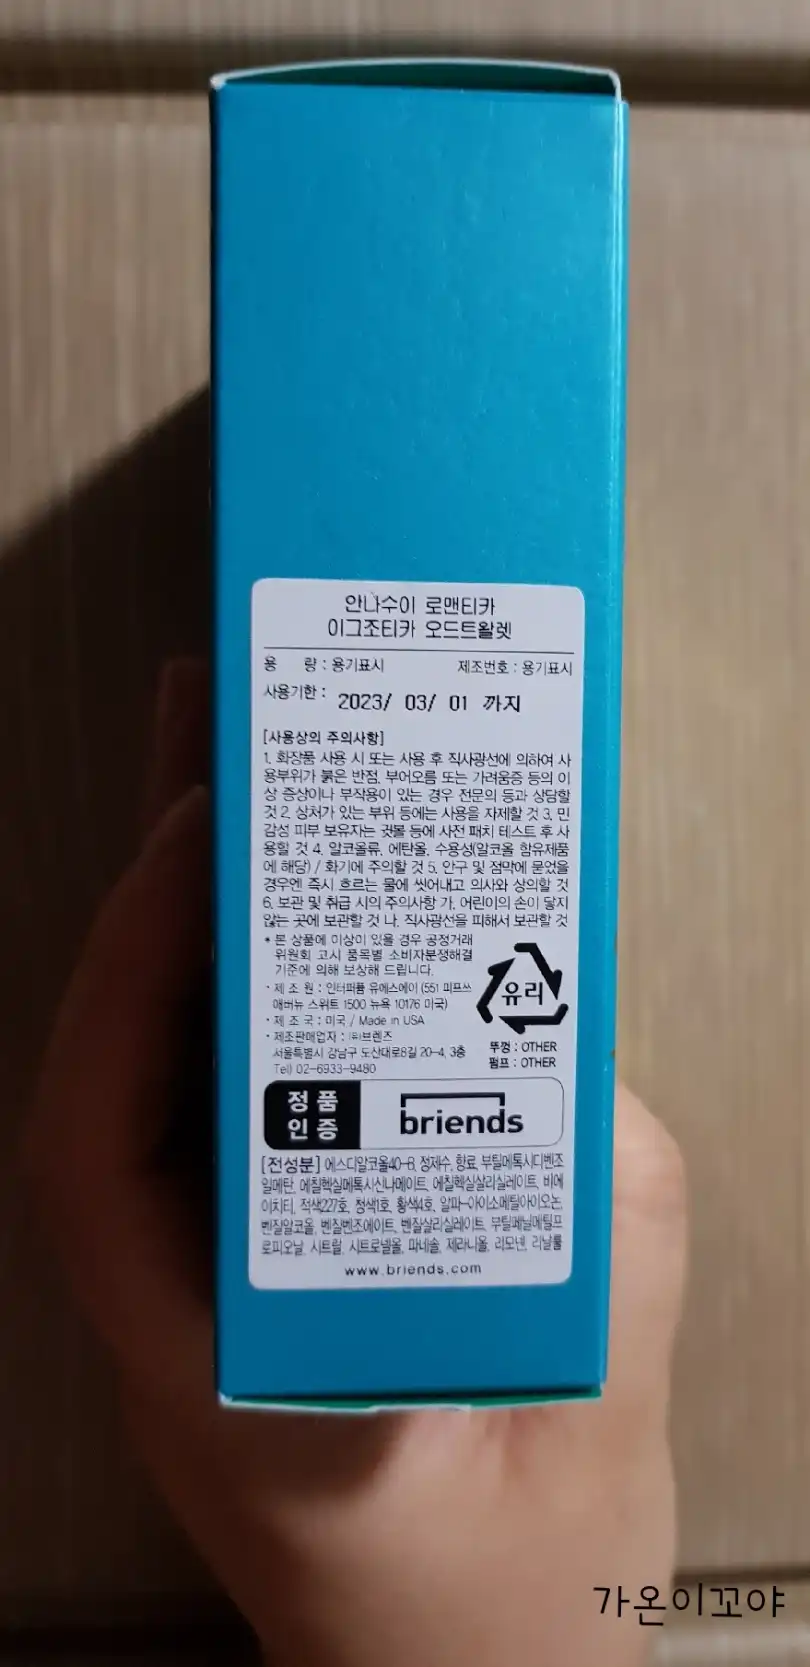 안나수이 로맨티카
이그조티카 오드트왈렛
용 량 : 용기표시 제조번호 : 용기표시
사용기한 : 2023/ 03/ 01 까지
[사용상의 주의사항]
1. 화장품 사용 시 또는 사용 후 직사광선에 의하여 사
용부위가 붉은 반점, 부어오름 또는 가려움증 등의 이
상 증상이나 부작용이 있는 경우 전문의 등과 상담할
것 2. 상처가 있는 부위 등에는 사용을 자제할 것 3. 민
감성 피부 보유자는 귓볼 등에 사전 패치 테스트 후 사
용할 것 4. 알코올류, 에탄올, 수용성(알코올 함유제품
에 해당) / 화기에 주의할 것 5. 안구 및 점막에 묻었을
경우엔 즉시 흐르는 물에 씻어내고 의사와 상의할 것
6. 보관 및 취급 시의 주의사항 가. 어린이의 손이 닿지
않는 곳에 보관할 것 나. 직사광선을 피해서 보관할 것
* 본 상품에 이상이 있을 경우 공정거래
위원회 고시 품목별 소비자분쟁해결
기준에 의해 보상해 드립니다.
· 제 조 원 : 인터퍼퓸 유에스에이 (551 피프쓰
애버뉴 스위트 1500 뉴욕 10176 미국)
· 제 조 국 : 미국 / Made in USA
· 제조판매업자 : ㈜브렌즈
서울특별시 강남구 도산대로8길 20-4, 3층
Tel) 02-6933-9480
유리
뚜껑 : OTHER
펌프 : OTHER
정품
인증
briends
[전성분] 에스디알코올40-B, 정제수, 향료, 부틸메톡시디벤조
일메탄, 에칠헥실메톡시신나메이트, 에칠헥실살리실레이트, 비에
이치티, 적색227호, 청색1호, 황색4호, 알파-아이소메틸아이오논,
벤질알코올, 벤질벤조에이트, 벤질살리실레이트, 부틸페닐메틸프
로피오날, 시트랄, 시트로넬올, 파네솔, 제라니올, 리모넨, 리날룰
www.briends.com
가온이꼬야